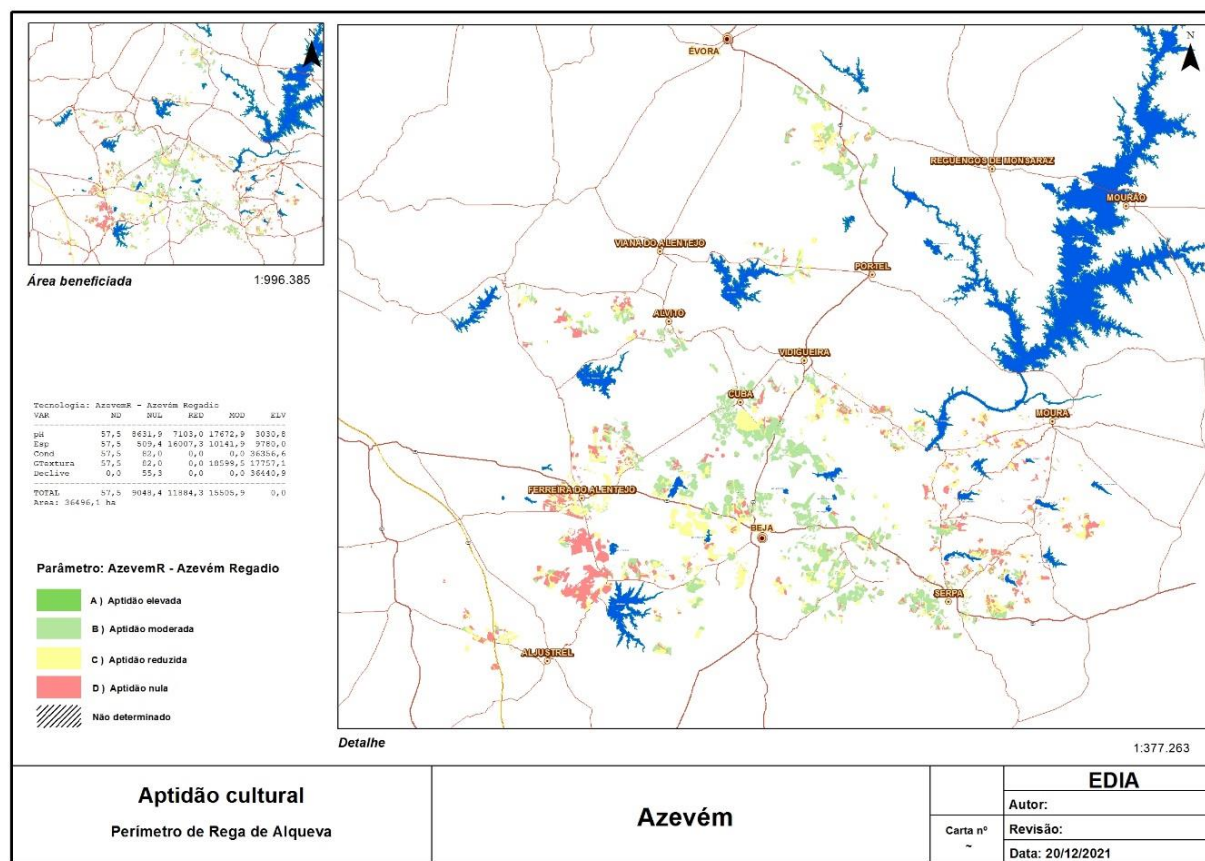 N
Área beneficiada 1:996.385
Tecnologia: AzevemR - Azevém Regadio
VAR ND NUL RED MOD ELV
pH 57,5 8631,9 7103,0 17672,9 3030,8
Esp 57,5 509,4 16007,3 10141,9 9780,0
Cond 57,5 82,0 0,0 0,0 36356,6
GTextura 57,5 82,0 0,0 18599,5 17757,1
Declive 0,0 55,3 0,0 0,0 36440,9
TOTAL 57,5 9048,4 11884,3 15505,9 0,0
Area: 36496,1 ha
Parâmetro: AzevemR - Azevém Regadio
A ) Aptidão elevada
B ) Aptidão moderada
C ) Aptidão reduzida
D ) Aptidão nula
Não determinado
N
ÉVORA
REGUENGOS DE MONSARAZ
MOURÃO
VIANA DO ALENTEJO
PORTEL
ALVITO
VIDIGUEIRA
CUBA
MOURA
FERREIRA DO ALENTEJO
BEJA
SERPA
ALJUSTREL
Detalhe 1:377.263
Aptidão cultural
Perímetro de Rega de Alqueva
Azevém
Carta nº
~
EDIA
Autor:
Revisão:
Data: 20/12/2021